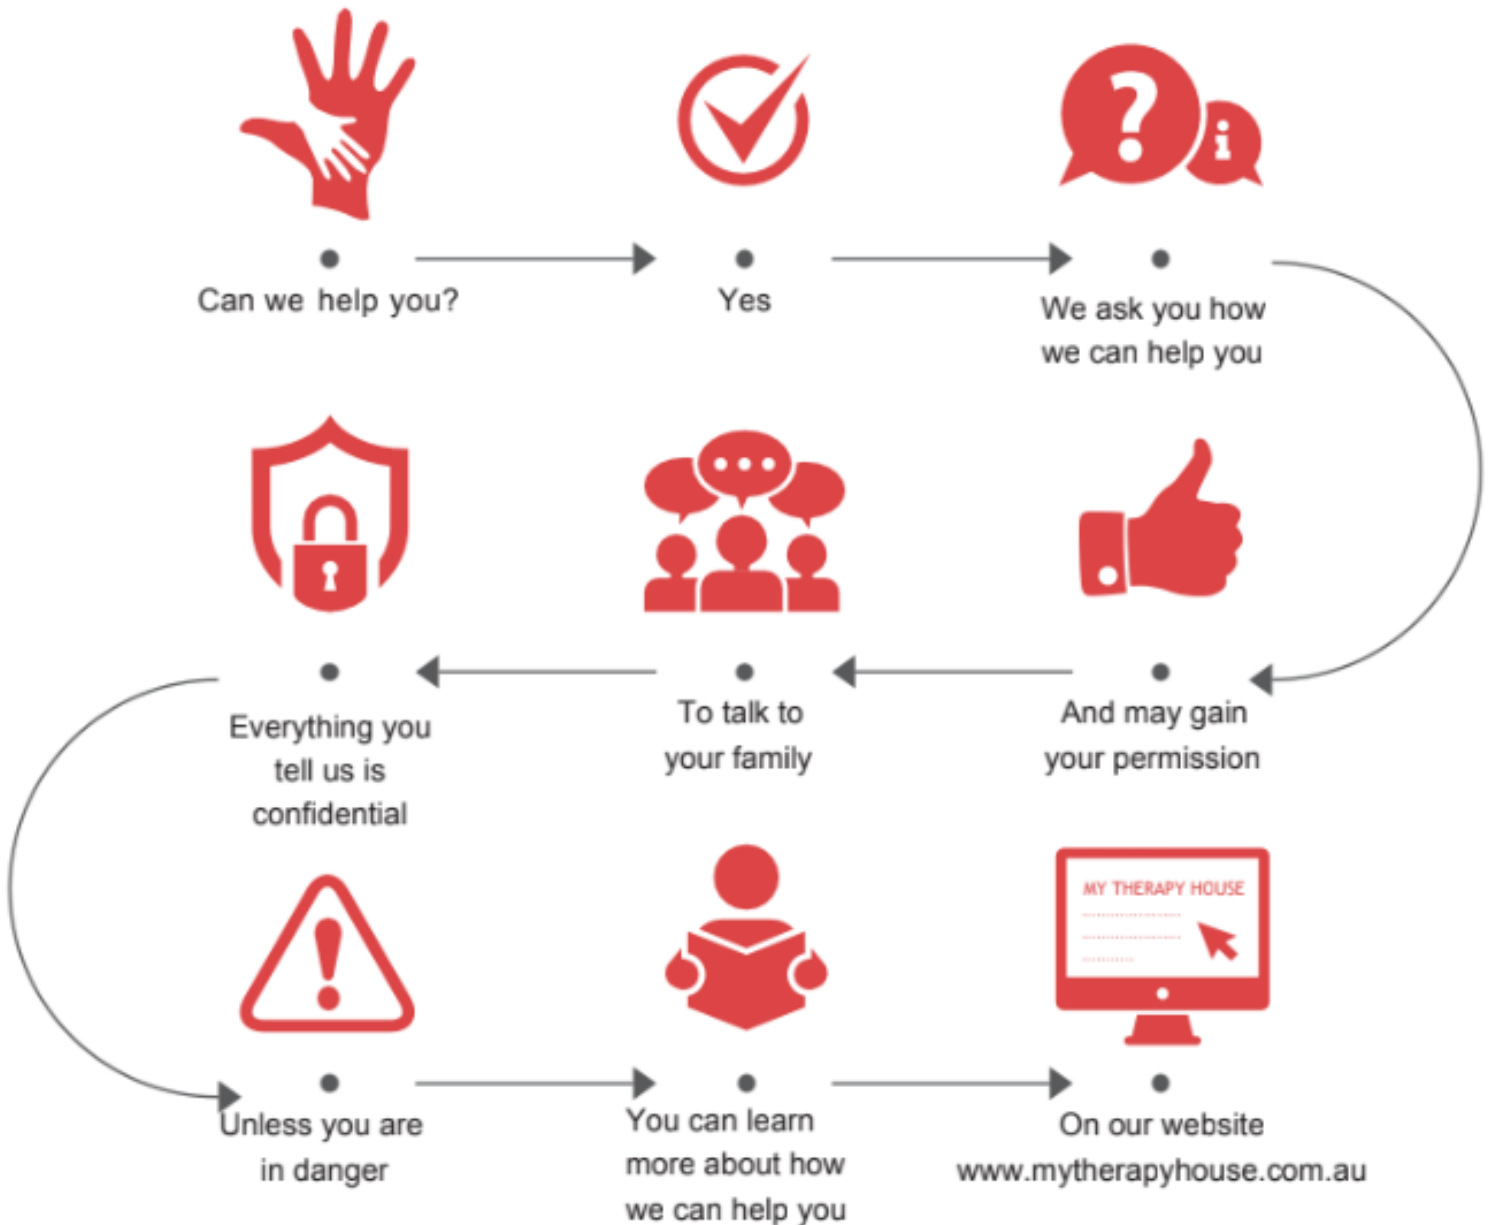 Can we help you?
Yes
We ask you how
we can help you
And may gain
your permission
To talk to
your family
Everything you
tell us is
confidential
Unless you are
in danger
You can learn
more about how
we can help you
MY THERAPY HOUSE
On our website
www.mytherapyhouse.com.au